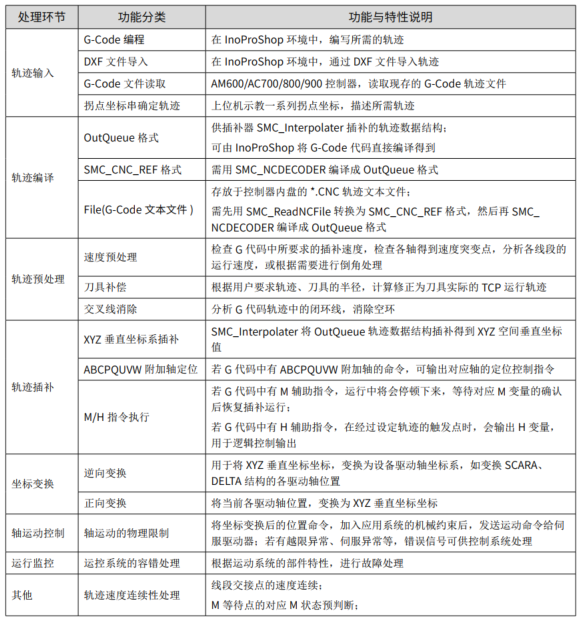 处理环节 功能分类 功能与特性说明
轨迹输入
G-Code 编程 在 InoProShop 环境中，编写所需的轨迹
DXF 文件导入 在 InoProShop 环境中，通过 DXF 文件导入轨迹
G-Code 文件读取 AM600/AC700/800/900 控制器，读取现存的 G-Code 轨迹文件
拐点坐标串确定轨迹 上位机示教一系列拐点坐标，描述所需轨迹
轨迹编译
OutQueue 格式 供插补器 SMC_Interpolater 插补的轨迹数据结构；
可由 InoProShop 将 G-Code 代码直接编译得到
SMC_CNC_REF 格式 需用 SMC_NCDECODER 编译成 OutQueue 格式
File(G-Code 文本文件 ) 存放于控制器内盘的 *.CNC 轨迹文本文件；
需先用 SMC_ReadNCFile 转换为 SMC_CNC_REF 格式，然后再 SMC_
NCDECODER 编译成 OutQueue 格式
轨迹预处理
速度预处理 检查 G 代码中所要求的插补速度，检查各轴得到速度突变点，分析各线段的
运行速度，或根据需要进行倒角处理
刀具补偿 根据用户要求轨迹、刀具的半径，计算修正为刀具实际的 TCP 运行轨迹
交叉线消除 分析 G 代码轨迹中的闭环线，消除空环
轨迹插补
XYZ 垂直坐标系插补 SMC_Interpolater 将 OutQueue 轨迹数据结构插补得到 XYZ 空间垂直坐标
值
ABCPQUVW 附加轴定位 若 G 代码中有 ABCPQUVW 附加轴的命令，可输出对应轴的定位控制指令
M/H 指令执行 若 G 代码中有 M 辅助指令，运行中将会停顿下来，等待对应 M 变量的确认
后恢复插补运行；
若 G 代码中有 H 辅助指令，在经过设定轨迹的触发点时，会输出 H 变量，
用于逻辑控制输出
坐标变换
逆向变换 用于将 XYZ 垂直坐标坐标，变换为设备驱动轴坐标系，如变换 SCARA、
DELTA 结构的各驱动轴位置
正向变换 将当前各驱动轴位置，变换为 XYZ 垂直坐标坐标
轴运动控制 轴运动的物理限制 将坐标变换后的位置命令，加入应用系统的机械约束后，发送运动命令给伺
服驱动器；若有越限异常、伺服异常等，错误信号可供控制系统处理
运行监控 运控系统的容错处理 根据运动系统的部件特性，进行故障处理
其他 轨迹速度连续性处理 线段交接点的速度连续；
M 等待点的对应 M 状态预判断；